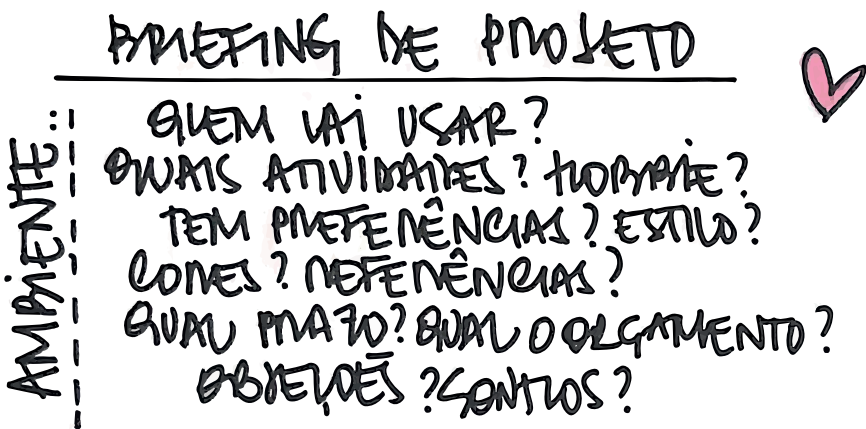 BRIEFING DE PROJETO
AMBIENTE..
QUEM VAI USAR?
QUAIS ATIVIDADES? HOBBIE?
TEM PREFERÊNCIAS? ESTILO?
CORES? REFERÊNCIAS?
QUAL PRAZO? QUAL O ORÇAMENTO?
OBJEÇÕES? SONHOS?